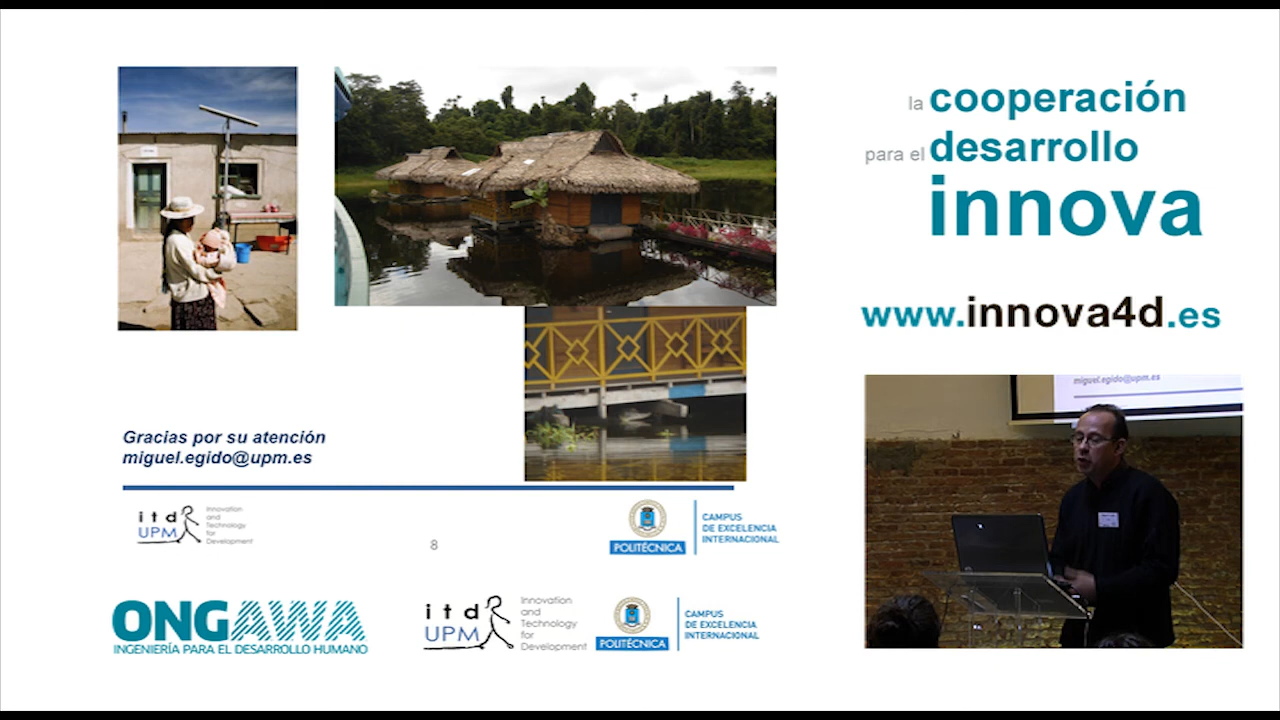 la cooperación
para el desarrollo
innova
www.innova4d.es
miguel.egido@upm.es
Gracias por su atención
miguel.egido@upm.es
itd
UPM
Innovation
and
Technology
for
Development
8
POLITÉCNICA
CAMPUS
DE EXCELENCIA
INTERNACIONAL
ONGAWA
INGENIERÍA PARA EL DESARROLLO HUMANO
itd
UPM
Innovation
and
Technology
for
Development
POLITÉCNICA
CAMPUS
DE EXCELENCIA
INTERNACIONAL